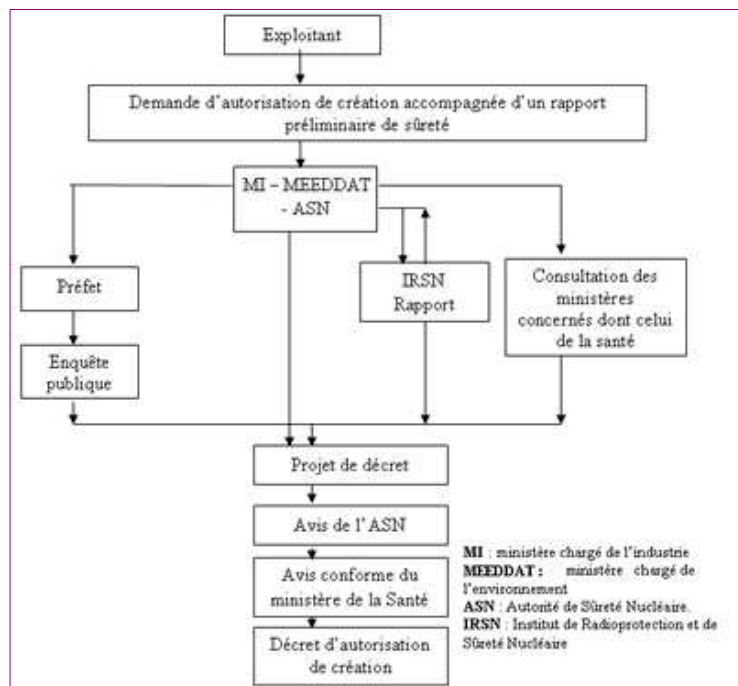 Exploitant
Demande d'autorisation de création accompagnée d'un rapport
préliminaire de sûreté
MI – MEEDDAT
- ASN
Préfet
IRSN
Rapport
Consultation des
ministères
concernés dont celui
de la santé
Enquête
publique
Projet de décret
Avis de l'ASN
Avis conforme du
ministère de la Santé
Décret d'autorisation
de création
MI : ministère chargé de l'industrie
MEEDDAT : ministère chargé de
l'environnement
ASN : Autorité de Sûreté Nucléaire.
IRSN : Institut de Radioprotection et de
Sûreté Nucléaire